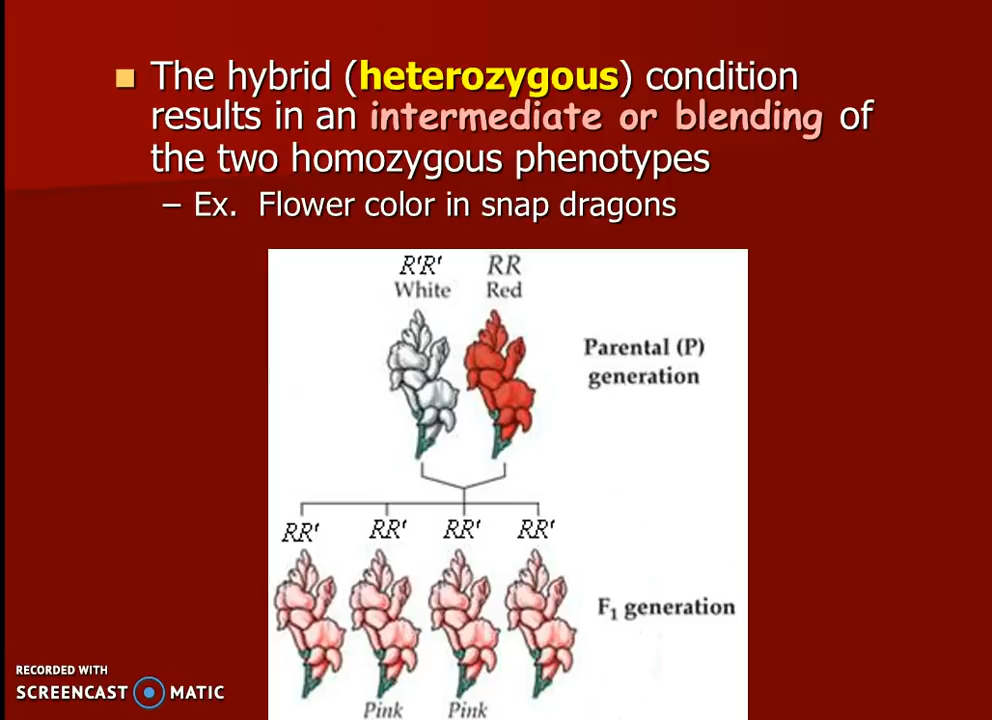 The hybrid (heterozygous) condition
results in an intermediate or blending of
the two homozygous phenotypes
– Ex. Flower color in snap dragons
R'R' RR
White Red
Parental (P)
generation
RR' RR' RR' RR'
F₁ generation
Pink Pink
RECORDED WITH
SCREENCAST MATIC